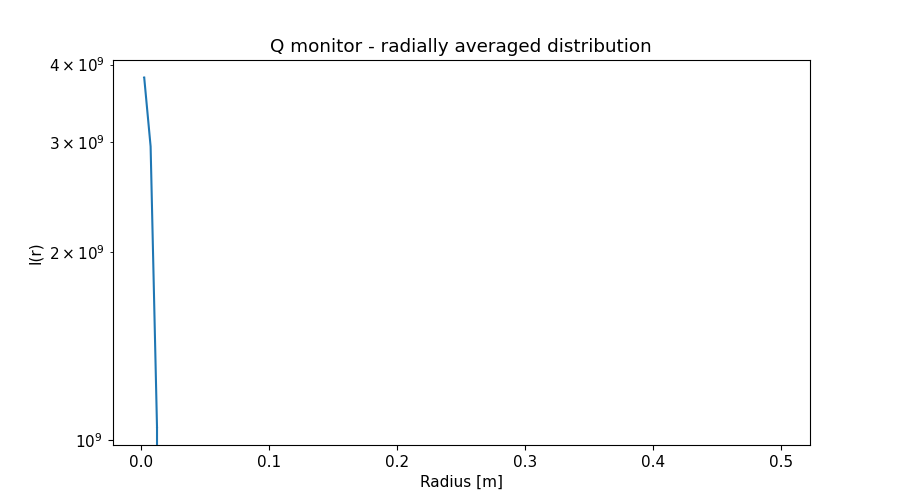 Q monitor - radially averaged distribution
4 × 10⁹
3 × 10⁹
2 × 10⁹
10⁹
I(r)
0.0 0.1 0.2 0.3 0.4 0.5
Radius [m]